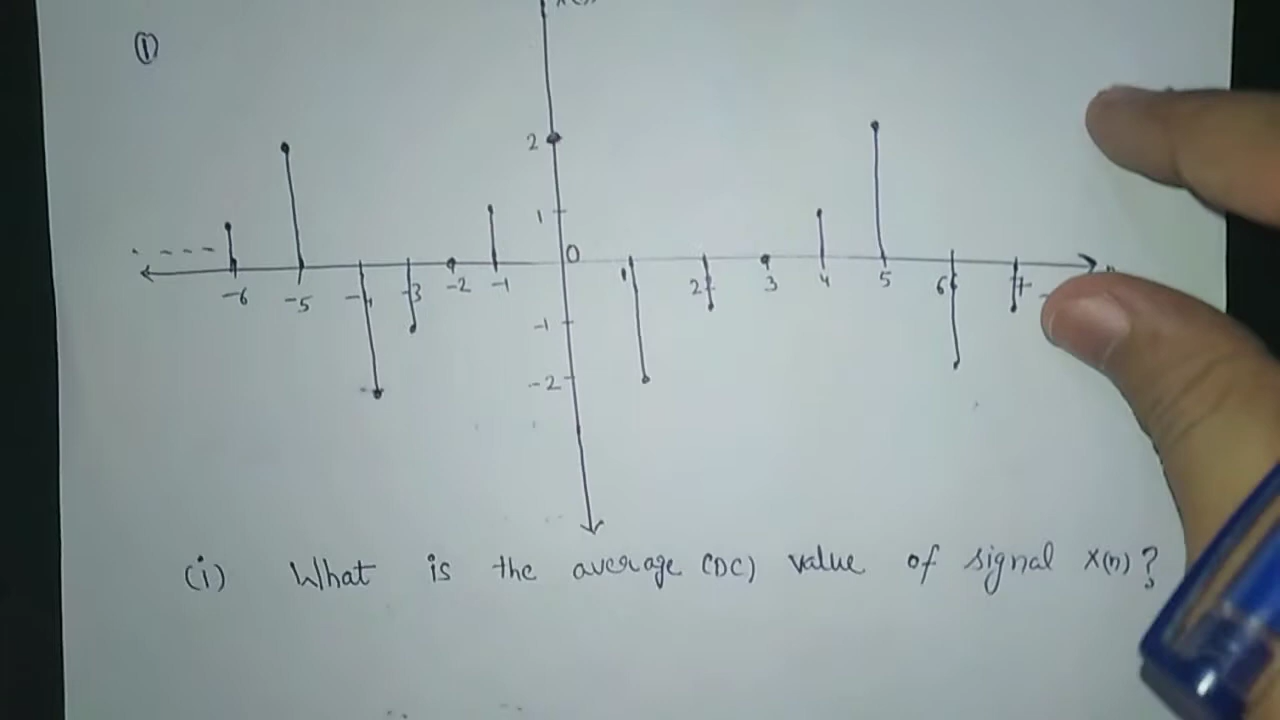 ①
x(n)
2
1
0
-6 -5 -4 -3 -2 -1 1 2 3 4 5 6 7 n
-1
-2
(i) What is the average (DC) value of signal x(n)?